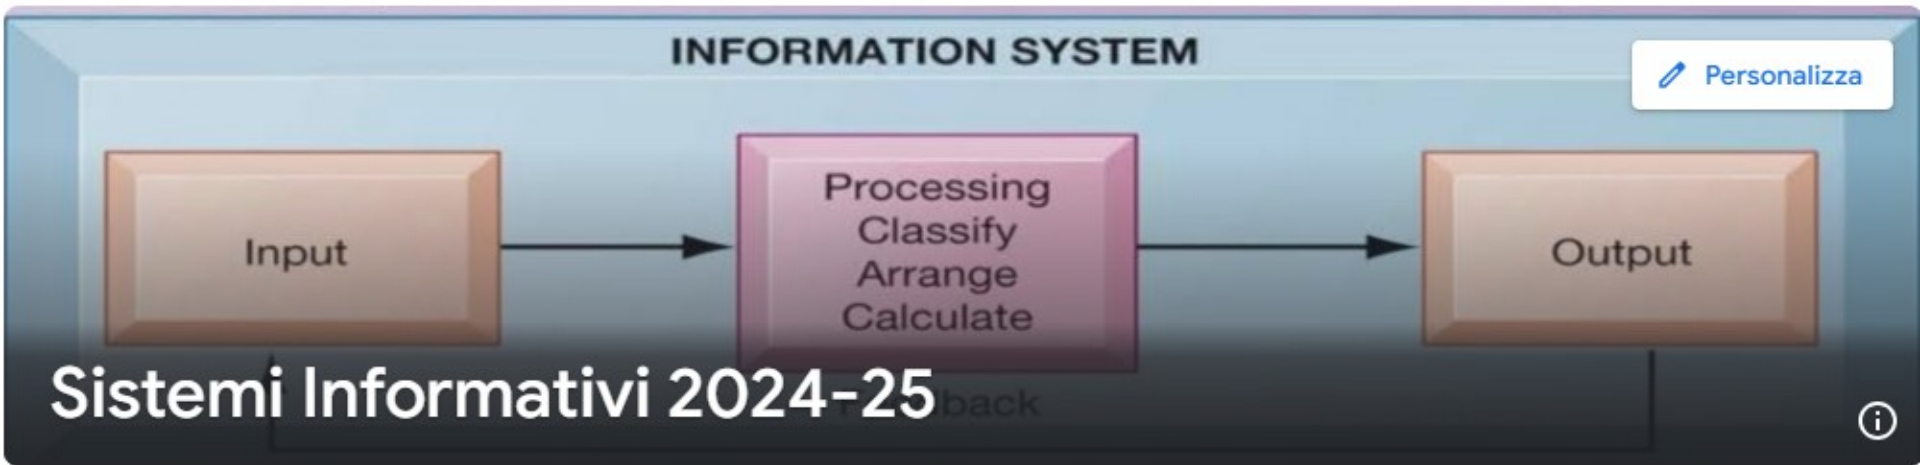 INFORMATION SYSTEM
Personalizza
Input
Processing
Classify
Arrange
Calculate
Output
Sistemi Informativi 2024-25